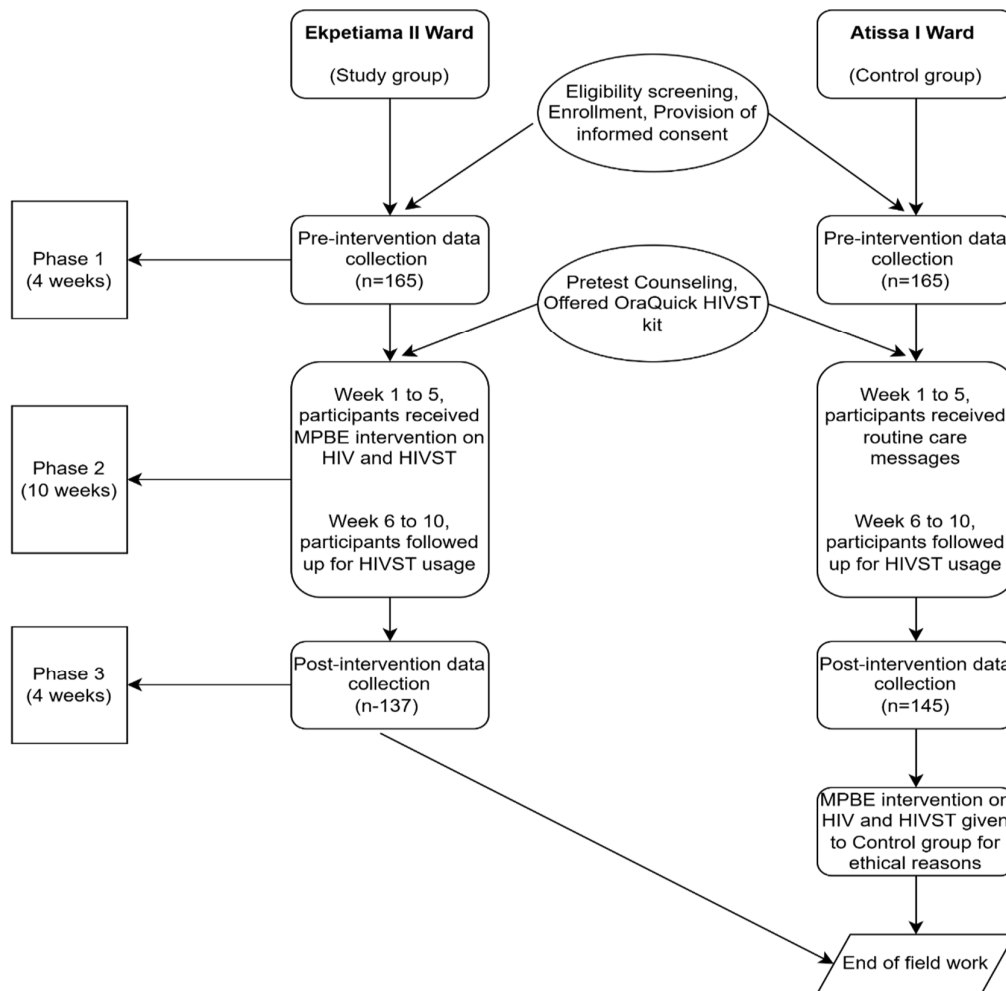 Ekpetiama II Ward
(Study group)
Atissa I Ward
(Control group)
Eligibility screening,
Enrollment, Provision of
informed consent
Phase 1
(4 weeks)
Pre-intervention data
collection
(n=165)
Pre-intervention data
collection
(n=165)
Pretest Counseling,
Offered OraQuick HIVST
kit
Phase 2
(10 weeks)
Week 1 to 5,
participants received
MPBE intervention on
HIV and HIVST
Week 6 to 10,
participants followed
up for HIVST usage
Week 1 to 5,
participants received
routine care
messages
Week 6 to 10,
participants followed
up for HIVST usage
Phase 3
(4 weeks)
Post-intervention data
collection
(n-137)
Post-intervention data
collection
(n=145)
MPBE intervention on
HIV and HIVST given
to Control group for
ethical reasons
End of field work